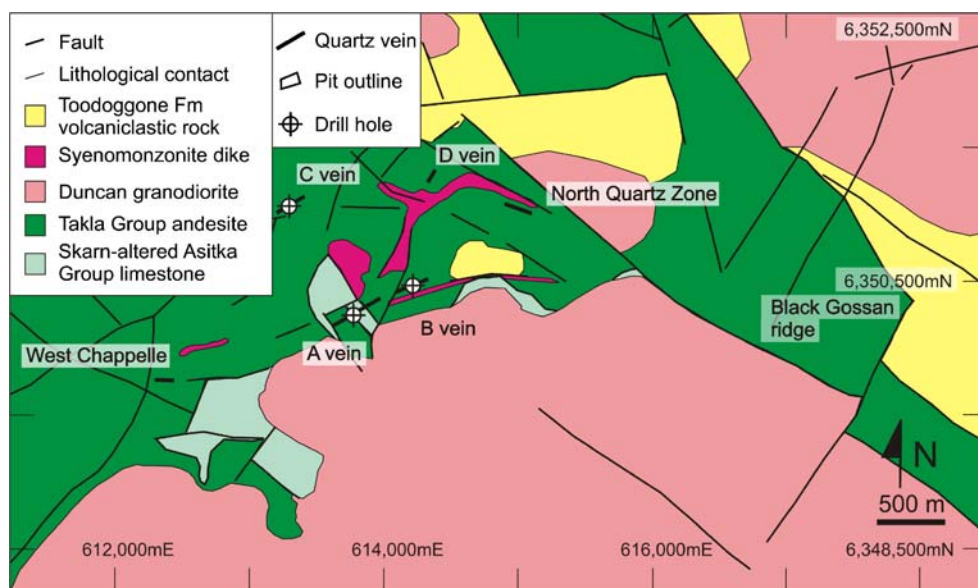 Fault
Lithological contact
Toodoggone Fm
volcaniclastic rock
Syenomonzonite dike
Duncan granodiorite
Takla Group andesite
Skarn-altered Asitka
Group limestone
Quartz vein
Pit outline
Drill hole
6,352,500mN
D vein
C vein
North Quartz Zone
6,350,500mN
Black Gossan
ridge
B vein
A vein
West Chappelle
N
500 m
612,000mE
614,000mE
616,000mE
6,348,500mN